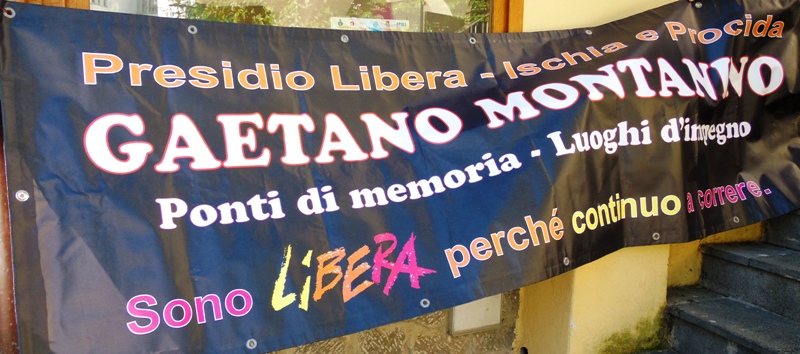 Presidio Libera - Ischia e Procida
GAETANO MONTANINO
Ponti di memoria - Luoghi d'impegno
Sono LiBERA perché continuo a correre.